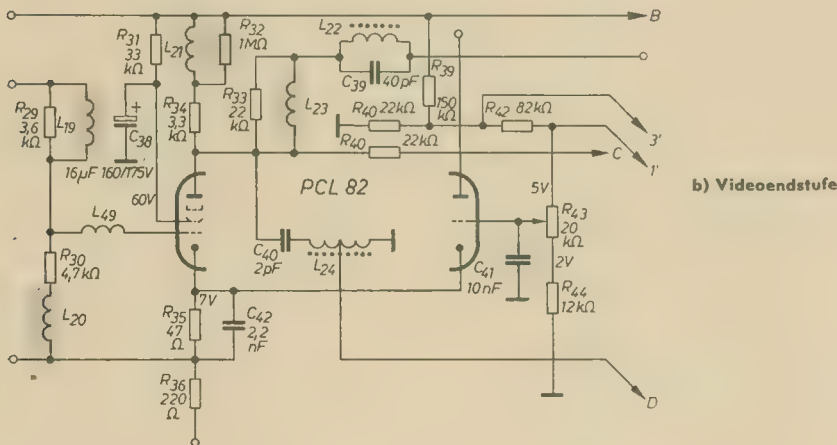 B
R31
33
kΩ
L21
R32
1MΩ
L22
C39 40pF
R39
150
kΩ
R29
3,6
kΩ
L19
C38
+
16µF 160/175V
R34
3,3
kΩ
R33
22
kΩ
L23
R40 22kΩ
R42 82kΩ
R40
22kΩ
3'
C
1'
60V
PCL 82
5V
b) Videoendstufe
L49
R43
20
kΩ
R30
4,7kΩ
C40
2pF
L24
C41
10nF
2V
R44
12kΩ
L20
7V
R35
47
Ω
C42
2,2
nF
R36
220
Ω
D